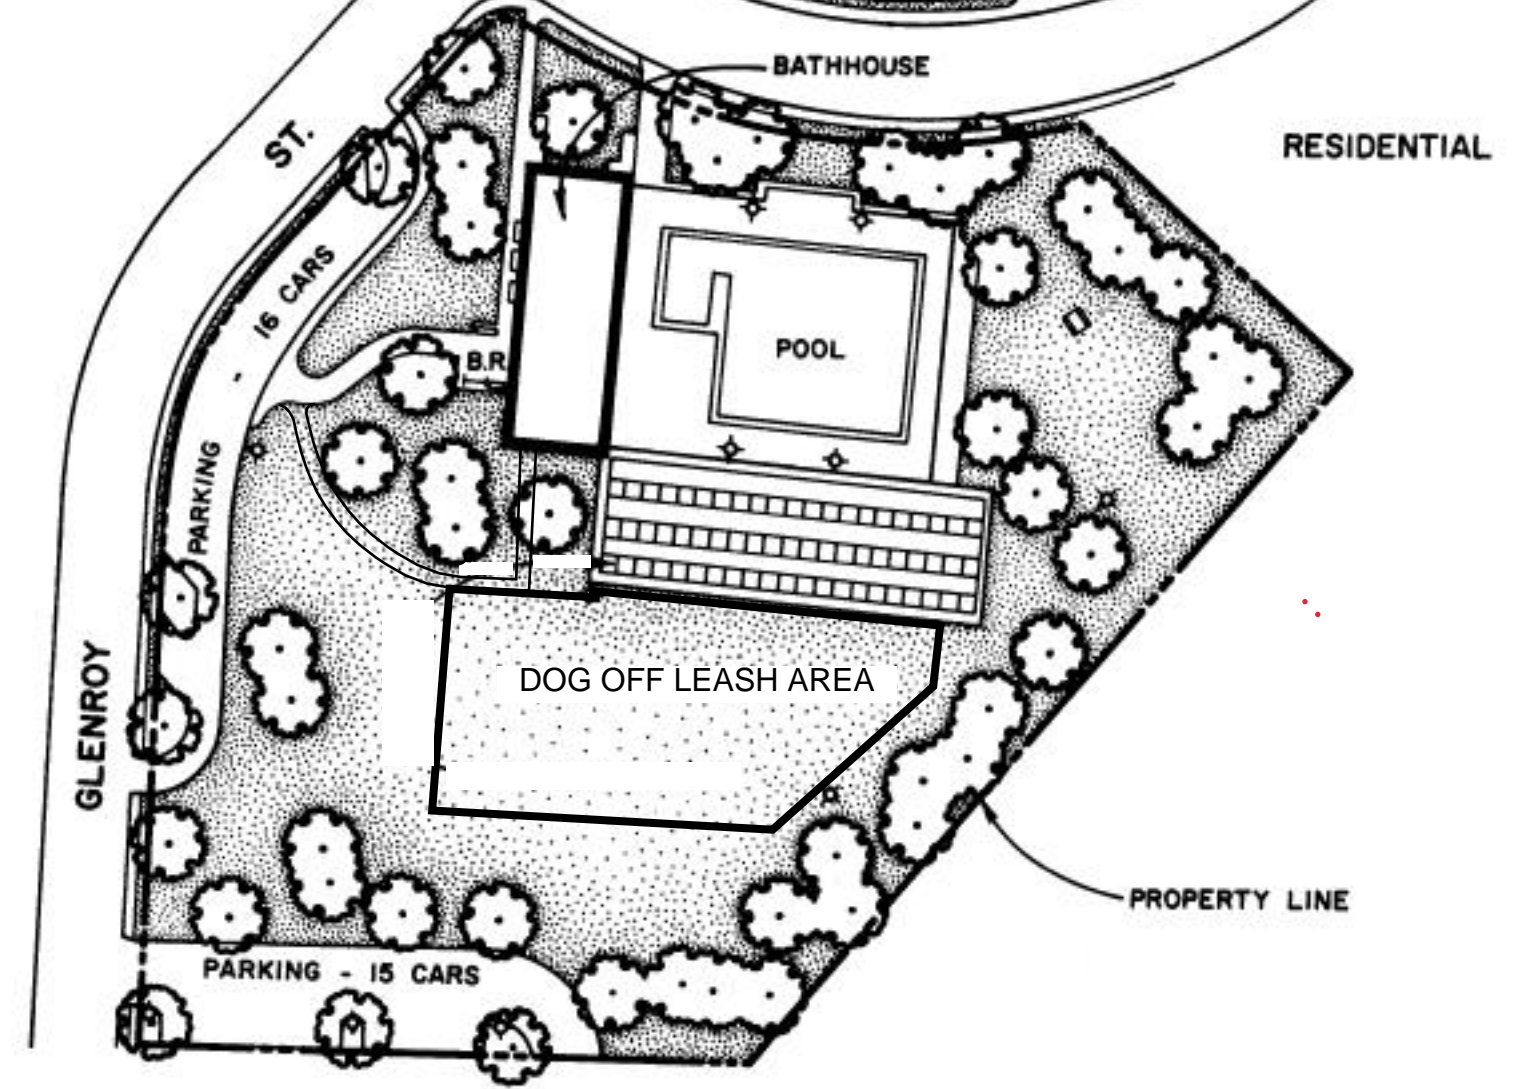 BATHHOUSE
RESIDENTIAL
ST.
PARKING - 16 CARS
B.R.
POOL
GLENROY
DOG OFF LEASH AREA
PROPERTY LINE
PARKING - 15 CARS